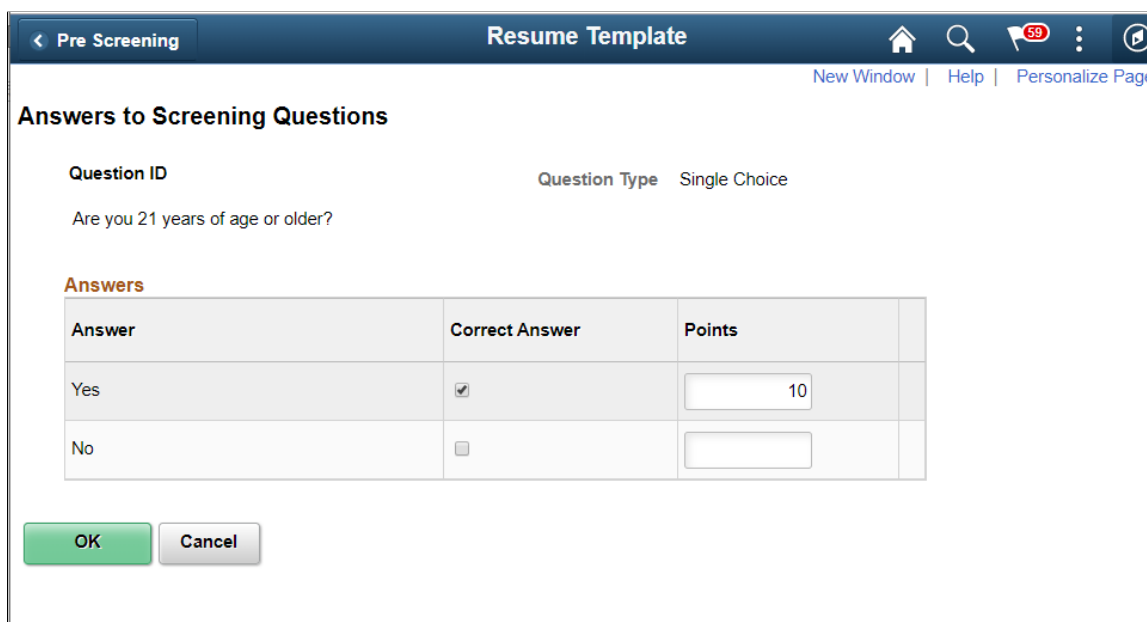 Pre Screening Resume Template 59
New Window | Help | Personalize Page
Answers to Screening Questions
Question ID Question Type Single Choice
Are you 21 years of age or older?
Answers
Answer Correct Answer Points
Yes 10
No
OK Cancel